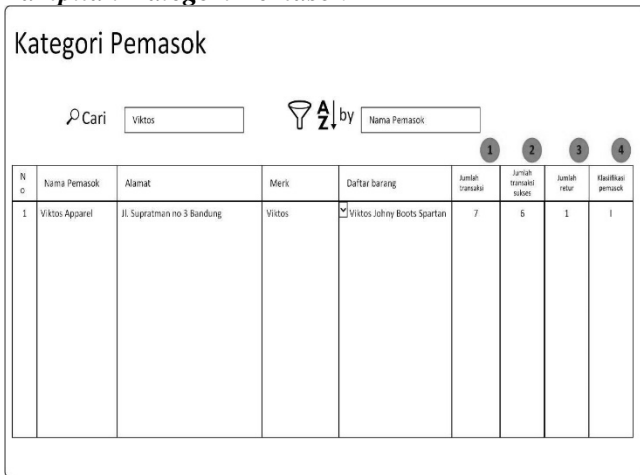 Kategori Pemasok
Cari
Viktos
A
Z
by
Nama Pemasok
1
2
3
4
N
o
Nama Pemasok
Alamat
Merk
Daftar barang
Jumlah
transaksi
Jumlah
transaksi
sukses
Jumlah
retur
Klasifikasi
pemasok
1
Viktos Apparel
Jl. Supratman no 3 Bandung
Viktos
Viktos Johny Boots Spartan
7
6
1
I